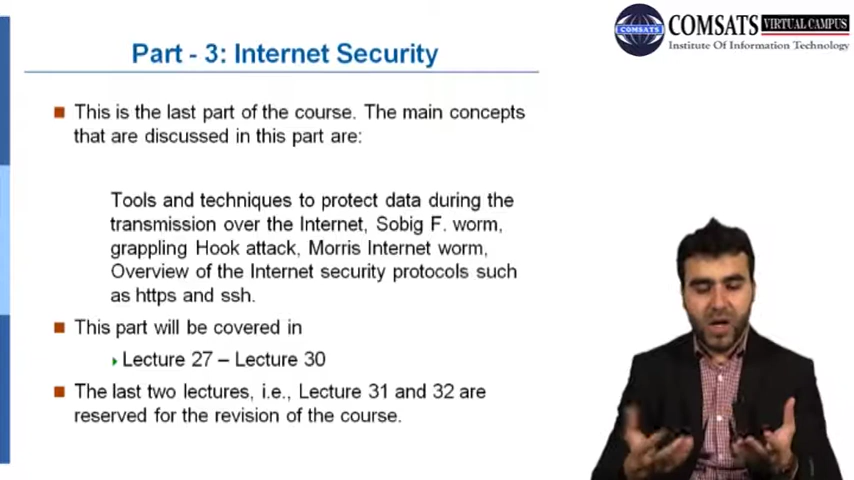 Part - 3: Internet Security
COMSATS
COMSATS VIRTUAL CAMPUS
Institute Of Information Technology
This is the last part of the course. The main concepts
that are discussed in this part are:
Tools and techniques to protect data during the
transmission over the Internet, Sobig F. worm,
grappling Hook attack, Morris Internet worm,
Overview of the Internet security protocols such
as https and ssh.
This part will be covered in
Lecture 27 – Lecture 30
The last two lectures, i.e., Lecture 31 and 32 are
reserved for the revision of the course.